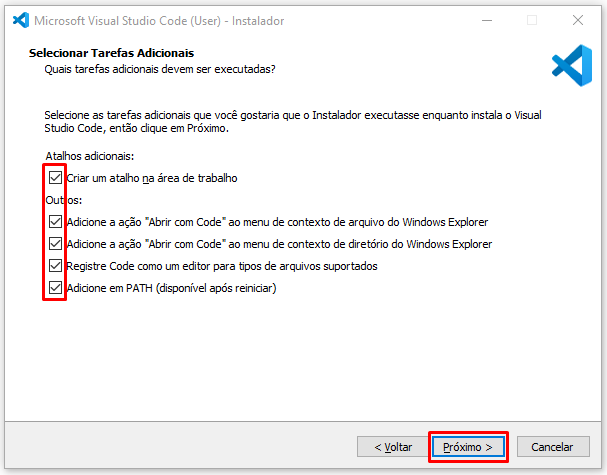 Microsoft Visual Studio Code (User) - Instalador
Selecionar Tarefas Adicionais
Quais tarefas adicionais devem ser executadas?
Selecione as tarefas adicionais que você gostaria que o Instalador executasse enquanto instala o Visual
Studio Code, então clique em Próximo.
Atalhos adicionais:
Criar um atalho na área de trabalho
Outros:
Adicione a ação "Abrir com Code" ao menu de contexto de arquivo do Windows Explorer
Adicione a ação "Abrir com Code" ao menu de contexto de diretório do Windows Explorer
Registre Code como um editor para tipos de arquivos suportados
Adicione em PATH (disponível após reiniciar)
< Voltar
Próximo >
Cancelar